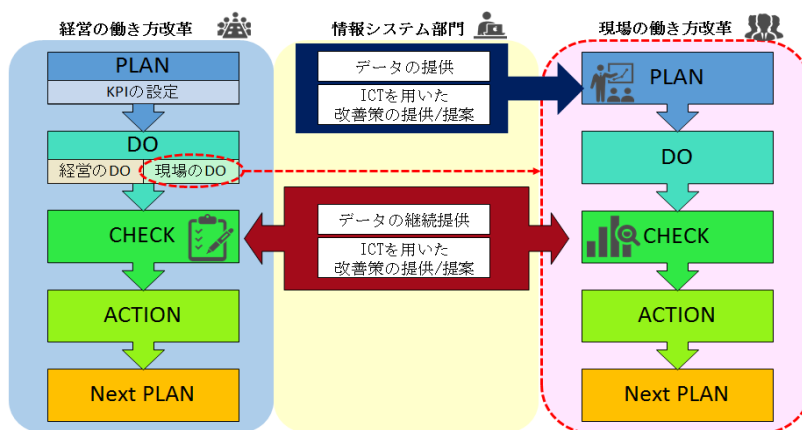 経営の働き方改革
PLAN
KPIの設定
DO
経営のDO
現場のDO
CHECK
ACTION
Next PLAN
情報システム部門
データの提供
ICTを用いた
改善策の提供/提案
データの継続提供
ICTを用いた
改善策の提供/提案
現場の働き方改革
PLAN
DO
CHECK
ACTION
Next PLAN